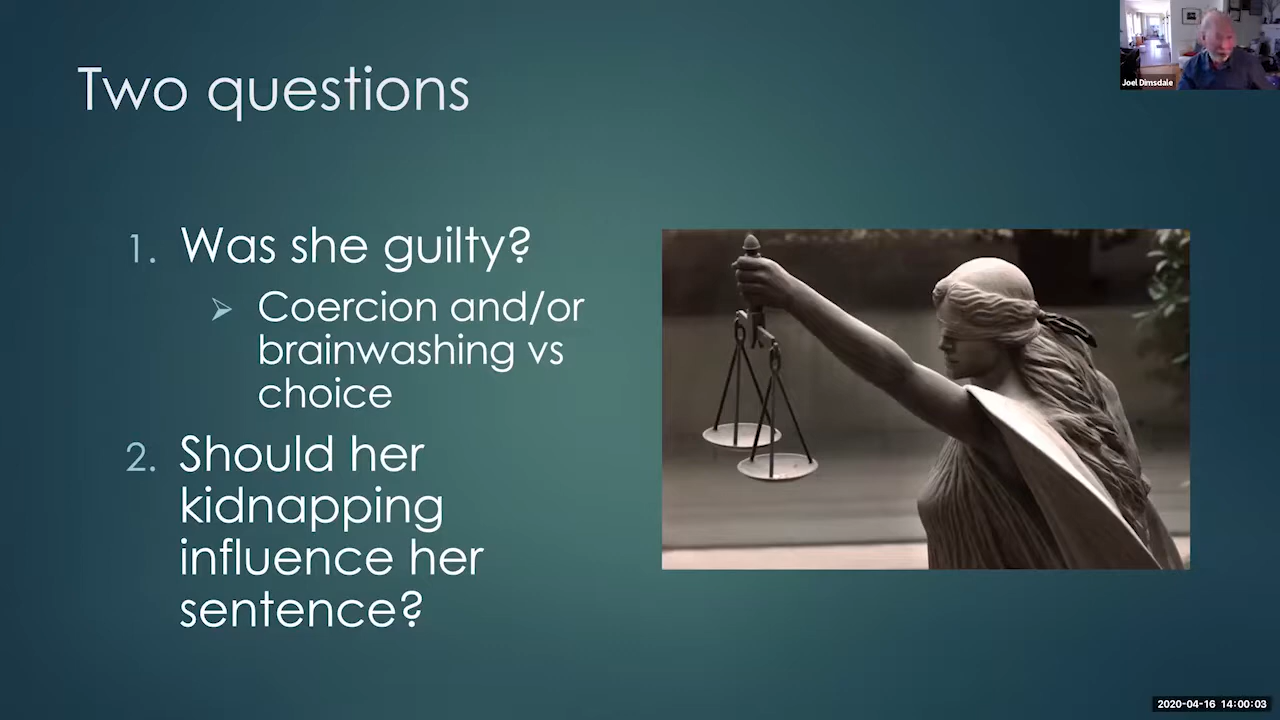 Joel Dimsdale
Two questions
1. Was she guilty?
Coercion and/or
brainwashing vs
choice
2. Should her
kidnapping
influence her
sentence?
2020-04-16 14:00:03